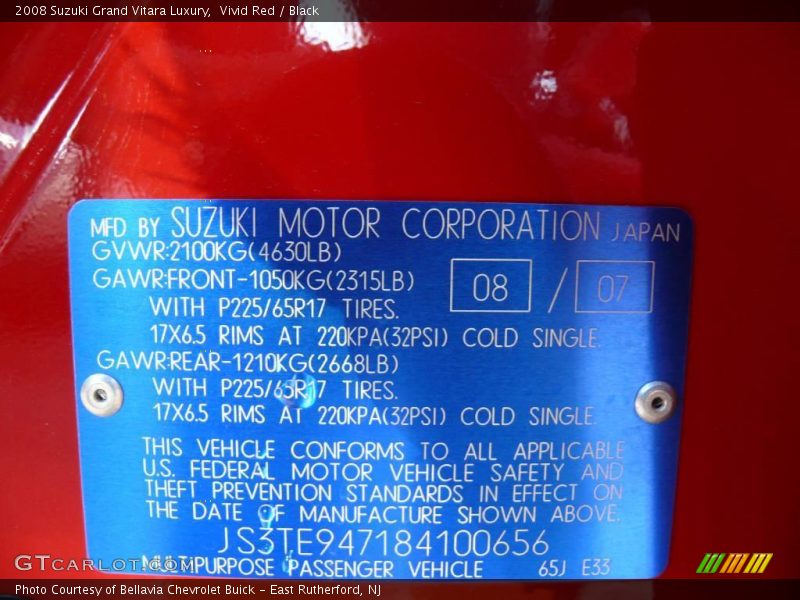 2008 Suzuki Grand Vitara Luxury,  Vivid Red / Black
MFD BY SUZUKI MOTOR CORPORATION JAPAN
GVWR:2100KG(4630LB)
GAWR:FRONT-1050KG(2315LB)
08 / 07
WITH P225/65R17 TIRES.
17X6.5 RIMS AT 220KPA(32PSI) COLD SINGLE.
GAWR:REAR-1210KG(2668LB)
WITH P225/65R17 TIRES.
17X6.5 RIMS AT 220KPA(32PSI) COLD SINGLE.
THIS VEHICLE CONFORMS TO ALL APPLICABLE
U.S. FEDERAL MOTOR VEHICLE SAFETY AND
THEFT PREVENTION STANDARDS IN EFFECT ON
THE DATE OF MANUFACTURE SHOWN ABOVE.
JS3TE947184100656
MULTIPURPOSE PASSENGER VEHICLE 65J E33
GTCARLOT.COM
Photo Courtesy of Bellavia Chevrolet Buick - East Rutherford, NJ